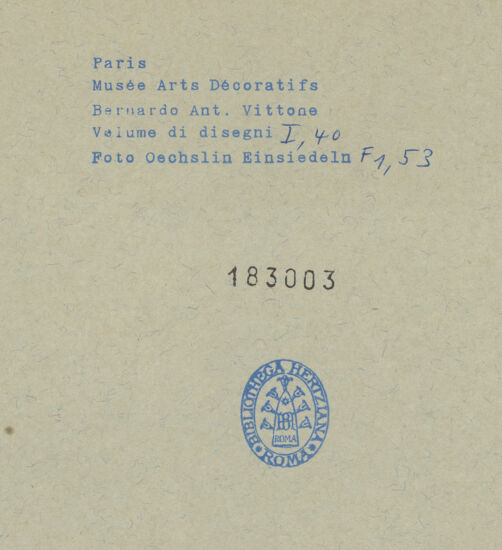 Paris
Musée Arts Décoratifs
Bernardo Ant. Vittone
Volume di disegni I, 40
Foto Oechslin Einsiedeln F1, 53
183003
BIBLIOTHECA HERTZIANA
BH
ROMA
ROMA